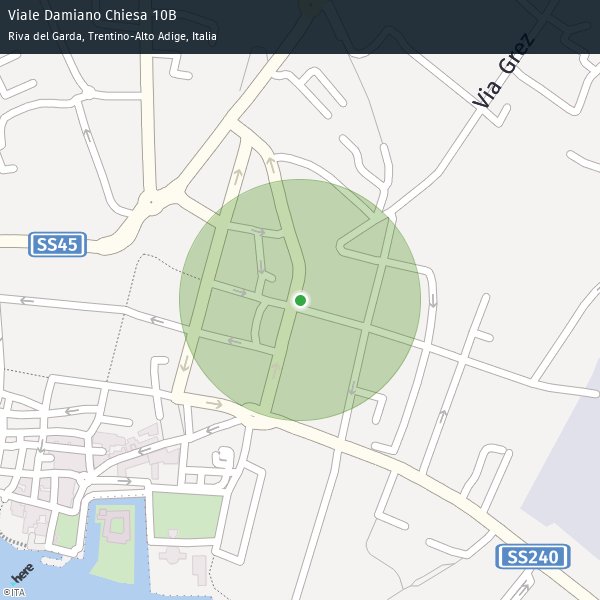 Viale Damiano Chiesa 10B
Riva del Garda, Trentino-Alto Adige, Italia
Via Grez
SS45
SS240
here
©ITA